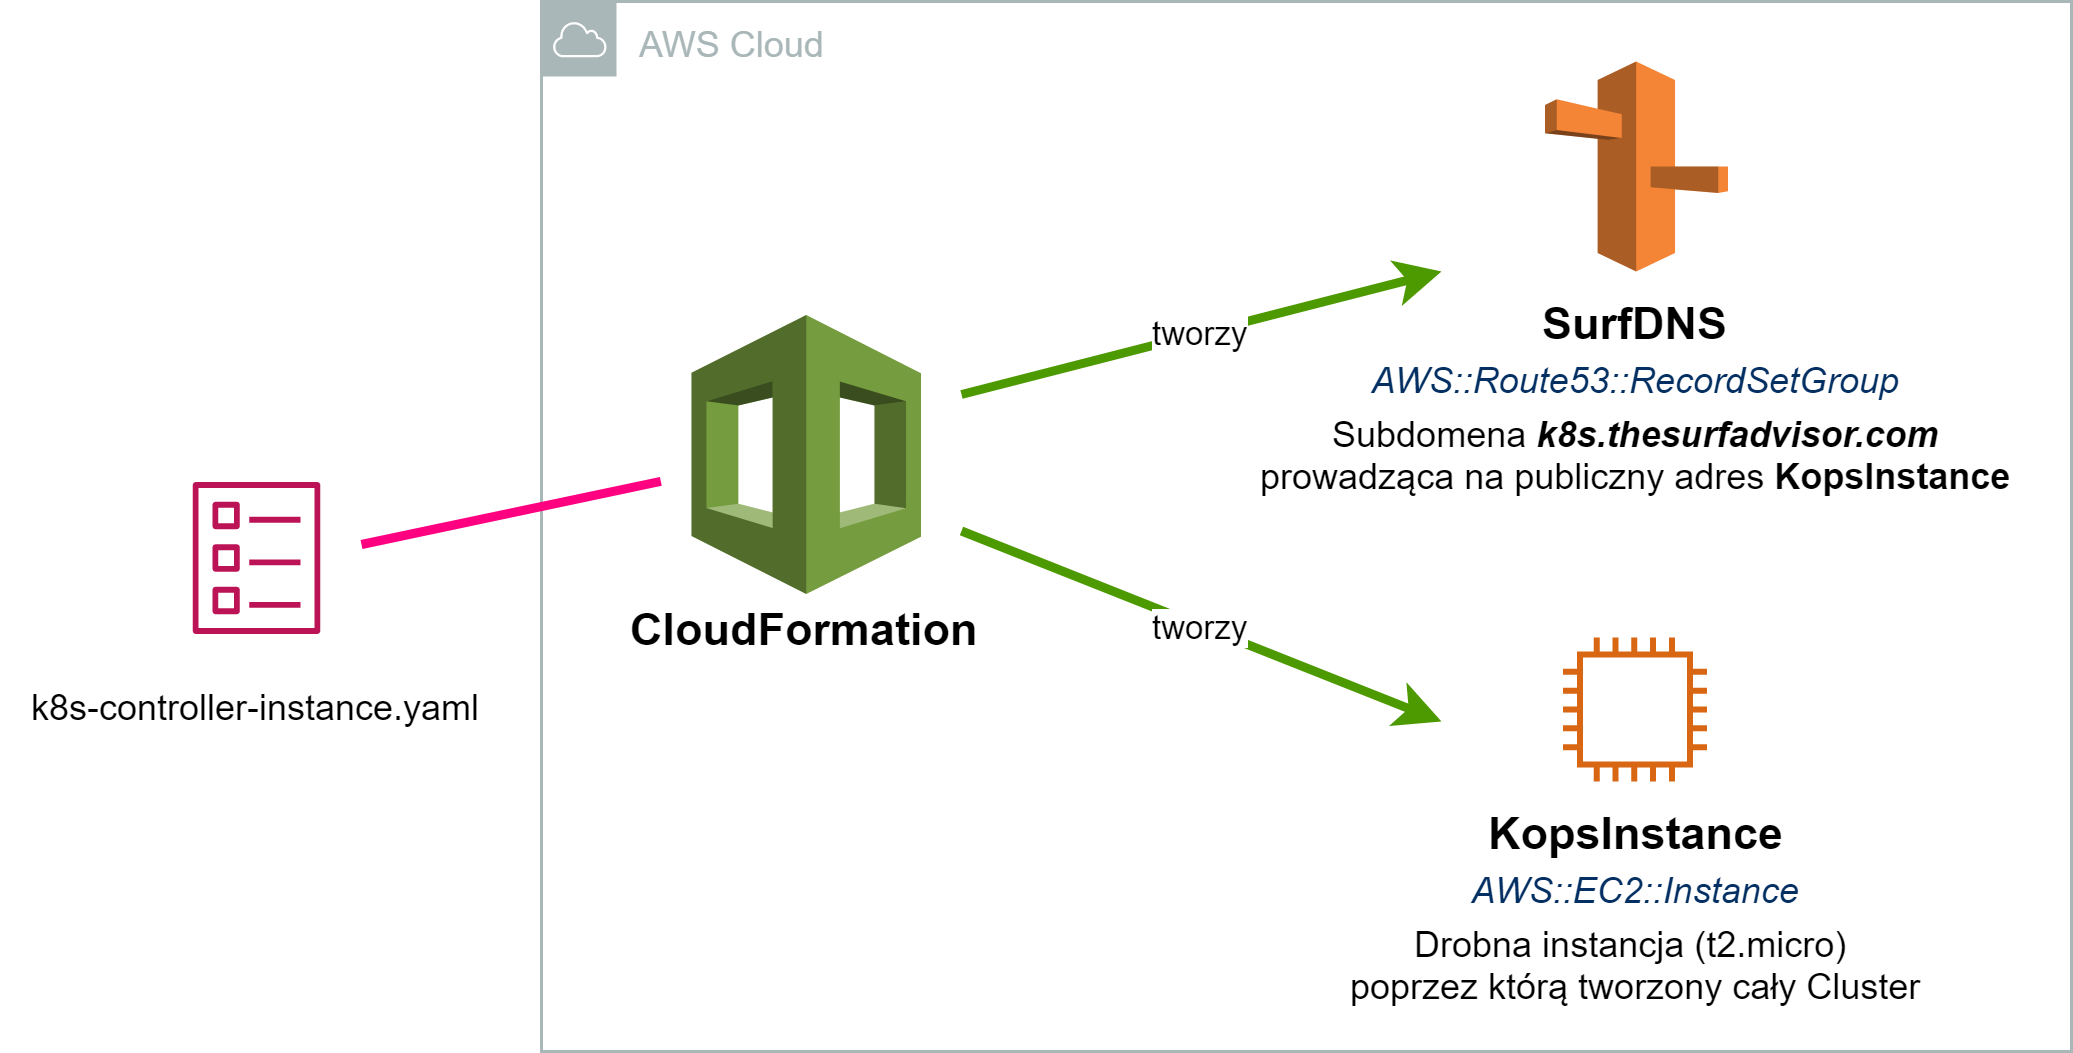 AWS Cloud
SurfDNS
AWS::Route53::RecordSetGroup
Subdomena k8s.thesurfadvisor.com
prowadząca na publiczny adres KopsInstance
tworzy
CloudFormation
tworzy
k8s-controller-instance.yaml
KopsInstance
AWS::EC2::Instance
Drobna instancja (t2.micro)
poprzez którą tworzony cały Cluster